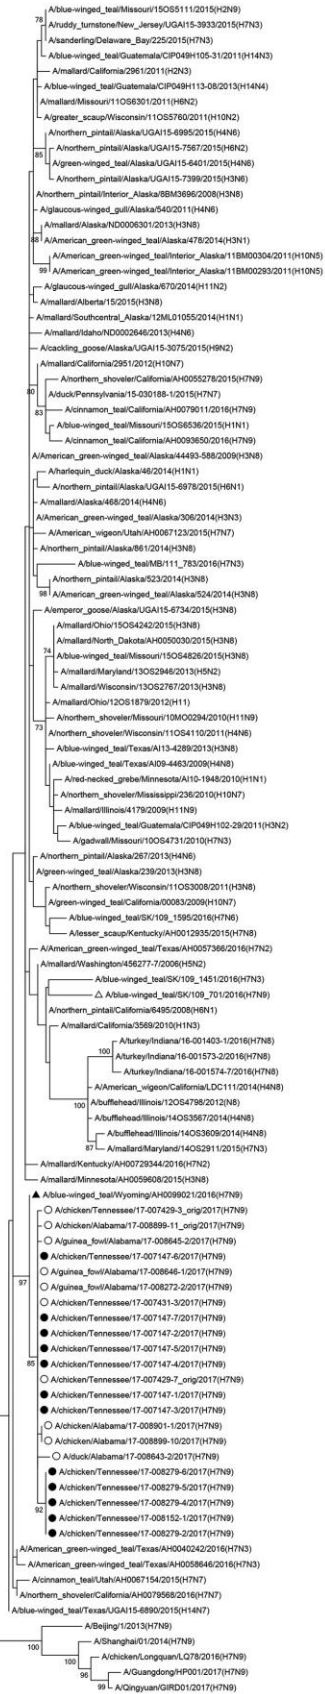 A/blue-winged_teal/Missouri/15OS5111/2015(H2N9)
78
A/ruddy_turnstone/New_Jersey/UGAI15-3933/2015(H7N3)
A/sanderling/Delaware_Bay/225/2015(H7N3)
A/blue-winged_teal/Guatemala/CIP049H105-31/2011(H14N3)
A/mallard/California/2961/2011(H2N3)
A/blue-winged_teal/Guatemala/CIP049H113-08/2013(H14N4)
A/mallard/Missouri/11OS6301/2011(H6N2)
A/greater_scaup/Wisconsin/11OS5760/2011(H10N2)
A/northern_pintail/Alaska/UGAI15-6995/2015(H4N6)
85
A/northern_pintail/Alaska/UGAI15-7567/2015(H6N2)
A/green-winged_teal/Alaska/UGAI15-6401/2015(H4N6)
A/northern_pintail/Alaska/UGAI15-7399/2015(H3N6)
A/northern_pintail/Interior_Alaska/8BM3696/2008(H3N8)
A/glaucous-winged_gull/Alaska/540/2011(H4N6)
A/mallard/Alaska/ND0006301/2013(H3N8)
88
A/American_green-winged_teal/Alaska/478/2014(H3N1)
A/American_green-winged_teal/Interior_Alaska/11BM00304/2011(H10N5)
99
A/American_green-winged_teal/Interior_Alaska/11BM00293/2011(H10N5)
A/glaucous-winged_gull/Alaska/670/2014(H11N2)
A/mallard/Alberta/15/2015(H3N8)
A/mallard/Southcentral_Alaska/12ML01055/2014(H1N1)
A/mallard/Idaho/ND0002646/2013(H4N6)
A/cackling_goose/Alaska/UGAI15-3075/2015(H9N2)
A/mallard/California/2951/2012(H10N7)
80
A/northern_shoveler/California/AH0055278/2015(H7N9)
A/duck/Pennsylvania/15-030188-1/2015(H7N7)
83
A/cinnamon_teal/California/AH0079011/2016(H7N9)
A/blue-winged_teal/Missouri/15OS6536/2015(H1N1)
A/cinnamon_teal/California/AH0093650/2016(H7N9)
A/American_green-winged_teal/Alaska/44493-588/2009(H3N8)
A/harlequin_duck/Alaska/46/2014(H1N1)
A/northern_pintail/Alaska/UGAI15-6978/2015(H6N1)
A/mallard/Alaska/468/2014(H4N6)
A/American_green-winged_teal/Alaska/306/2014(H3N3)
A/American_wigeon/Utah/AH0067123/2015(H7N7)
A/northern_pintail/Alaska/861/2014(H3N8)
A/blue-winged_teal/MB/111_783/2016(H7N3)
A/northern_pintail/Alaska/523/2014(H3N8)
98
A/American_green-winged_teal/Alaska/524/2014(H3N8)
A/emperor_goose/Alaska/UGAI15-6734/2015(H3N8)
A/mallard/Ohio/15OS4242/2015(H3N8)
A/mallard/North_Dakota/AH0050030/2015(H3N8)
74
A/blue-winged_teal/Missouri/15OS4826/2015(H3N8)
A/mallard/Maryland/13OS2946/2013(H5N2)
A/mallard/Wisconsin/13OS2767/2013(H3N8)
A/mallard/Ohio/12OS1879/2012(H11)
A/northern_shoveler/Missouri/10MO0294/2010(H11N9)
73
A/northern_shoveler/Wisconsin/11OS4110/2011(H4N6)
A/blue-winged_teal/Texas/AI13-4289/2013(H3N8)
A/blue-winged_teal/Texas/AI09-4463/2009(H4N8)
A/red-necked_grebe/Minnesota/AI10-1948/2010(H1N1)
A/northern_shoveler/Mississippi/236/2010(H10N7)
A/mallard/Illinois/4179/2009(H11N9)
A/blue-winged_teal/Guatemala/CIP049H102-29/2011(H3N2)
A/gadwall/Missouri/10OS4731/2010(H7N3)
A/northern_pintail/Alaska/267/2013(H4N6)
A/green-winged_teal/Alaska/239/2013(H3N8)
A/northern_shoveler/Wisconsin/11OS3008/2011(H3N8)
A/green-winged_teal/California/00083/2009(H10N7)
A/blue-winged_teal/SK/109_1595/2016(H7N6)
A/lesser_scaup/Kentucky/AH0012935/2015(H7N8)
A/American_green-winged_teal/Texas/AH0057366/2016(H7N2)
A/mallard/Washington/456277-7/2006(H5N2)
A/blue-winged_teal/SK/109_1451/2016(H7N3)
A/blue-winged_teal/SK/109_701/2016(H7N9)
A/northern_pintail/California/6495/2008(H6N1)
A/mallard/California/3569/2010(H1N3)
A/turkey/Indiana/16-001403-1/2016(H7N8)
100
A/turkey/Indiana/16-001573-2/2016(H7N8)
A/turkey/Indiana/16-001574-7/2016(H7N8)
A/American_wigeon/California/LDC111/2014(H4N8)
100
A/bufflehead/Illinois/12OS4798/2012(N8)
A/bufflehead/Illinois/14OS3567/2014(H4N8)
A/bufflehead/Illinois/14OS3609/2014(H4N8)
87
A/mallard/Maryland/14OS2911/2015(H7N3)
A/mallard/Kentucky/AH00729344/2016(H7N2)
A/mallard/Minnesota/AH0059608/2015(H3N8)
A/blue-winged_teal/Wyoming/AH0099021/2016(H7N9)
A/chicken/Tennessee/17-007429-3_orig/2017(H7N9)
A/chicken/Alabama/17-008899-11_orig/2017(H7N9)
A/guinea_fowl/Alabama/17-008645-2/2017(H7N9)
A/chicken/Tennessee/17-007147-6/2017(H7N9)
97
A/guinea_fowl/Alabama/17-008646-1/2017(H7N9)
A/guinea_fowl/Alabama/17-008272-2/2017(H7N9)
A/chicken/Tennessee/17-007431-3/2017(H7N9)
A/chicken/Tennessee/17-007147-7/2017(H7N9)
A/chicken/Tennessee/17-007147-2/2017(H7N9)
A/chicken/Tennessee/17-007147-5/2017(H7N9)
85
A/chicken/Tennessee/17-007147-4/2017(H7N9)
A/chicken/Tennessee/17-007429-7_orig/2017(H7N9)
A/chicken/Tennessee/17-007147-1/2017(H7N9)
A/chicken/Tennessee/17-007147-3/2017(H7N9)
A/chicken/Alabama/17-008901-1/2017(H7N9)
A/chicken/Alabama/17-008899-10/2017(H7N9)
A/duck/Alabama/17-008643-2/2017(H7N9)
A/chicken/Tennessee/17-008279-6/2017(H7N9)
A/chicken/Tennessee/17-008279-5/2017(H7N9)
A/chicken/Tennessee/17-008279-4/2017(H7N9)
92
A/chicken/Tennessee/17-008152-1/2017(H7N9)
A/chicken/Tennessee/17-008279-2/2017(H7N9)
A/American_green-winged_teal/Texas/AH0040242/2016(H7N3)
A/American_green-winged_teal/Texas/AH0058646/2016(H7N3)
A/cinnamon_teal/Utah/AH0067154/2015(H7N7)
A/northern_shoveler/California/AH0079568/2016(H7N7)
A/blue-winged_teal/Texas/UGAI15-6890/2015(H14N7)
A/Beijing/1/2013(H7N9)
100
A/Shanghai/01/2014(H7N9)
100
A/chicken/Longquan/LQ78/2016(H7N9)
96
A/Guangdong/HP001/2017(H7N9)
99
A/Qingyuan/GIRD01/2017(H7N9)